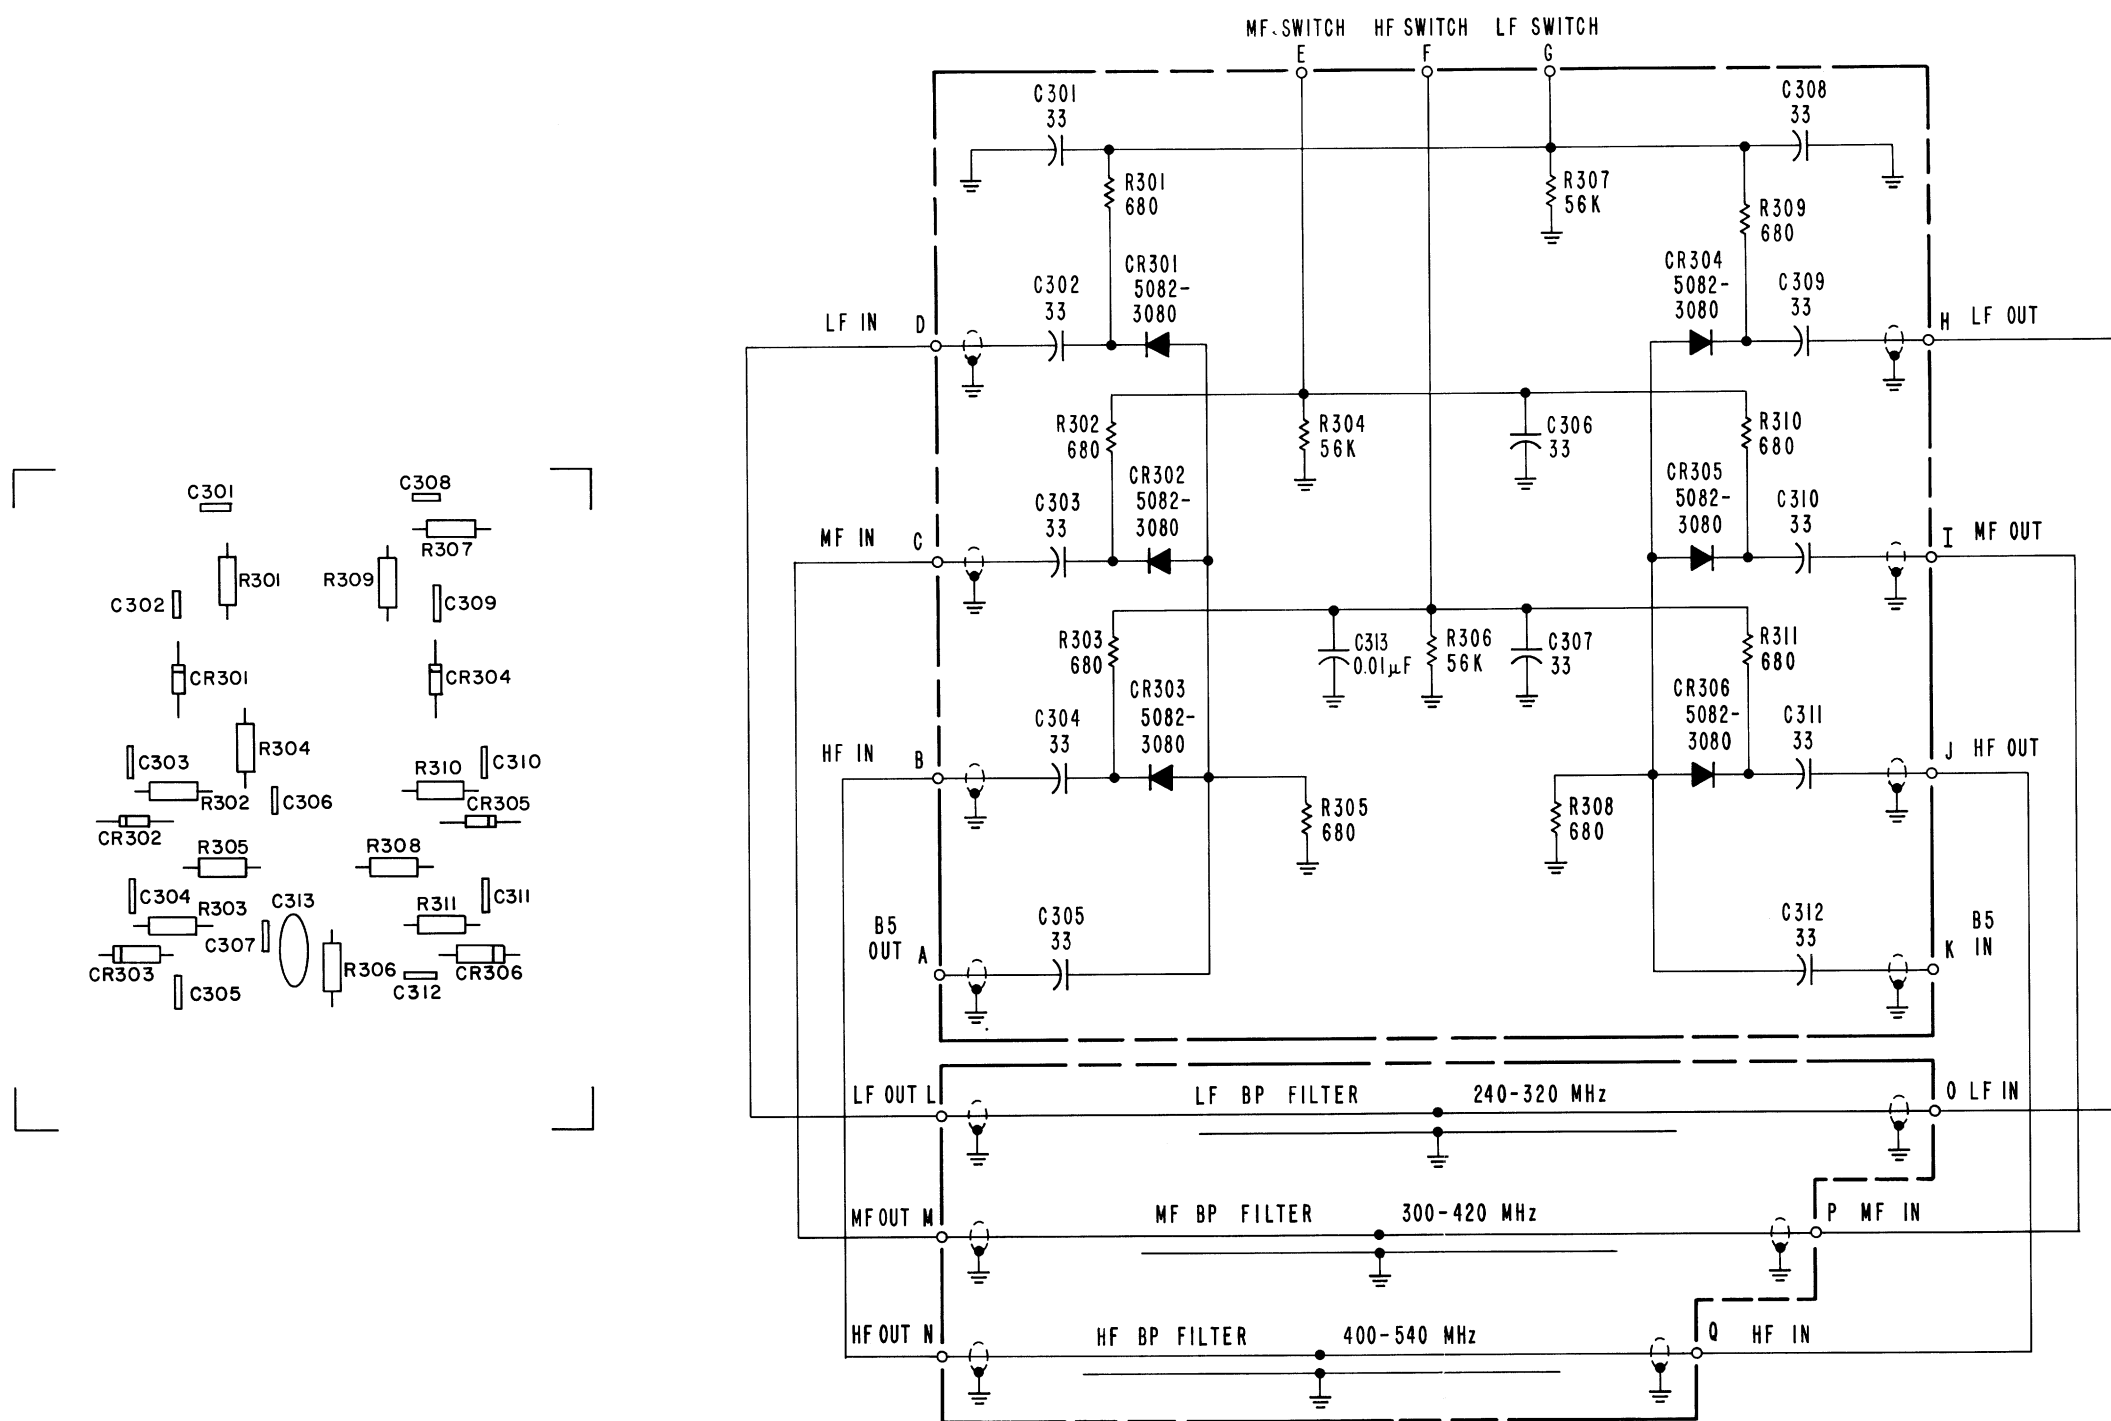 MF SWITCH HF SWITCH LF SWITCH
E F G
C301
33
C308
33
R301
680
R307
56K
R309
680
CR301
5082-
3080
C302
33
CR304
5082-
3080
C309
33
LF IN D
H LF OUT
R302
680
R304
56K
C306
33
R310
680
CR302
5082-
3080
C303
33
CR305
5082-
3080
C310
33
MF IN C
I MF OUT
R303
680
C313
0.01µF
R306
56K
C307
33
R311
680
CR303
5082-
3080
C304
33
CR306
5082-
3080
C311
33
HF IN B
J HF OUT
R305
680
R308
680
C305
33
C312
33
B5
OUT A
B5
K IN
LF OUT L
LF BP FILTER 240-320 MHz
O LF IN
MF OUT M
MF BP FILTER 300-420 MHz
P MF IN
HF OUT N
HF BP FILTER 400-540 MHz
Q HF IN
C301
C308
R307
R301
R309
C302
C309
CR301
CR304
R304
C303
C310
R310
R302
C306
CR305
CR302
R305
R308
C304
C311
R303
C313
R311
C307
CR303
R306
CR306
C305
C312